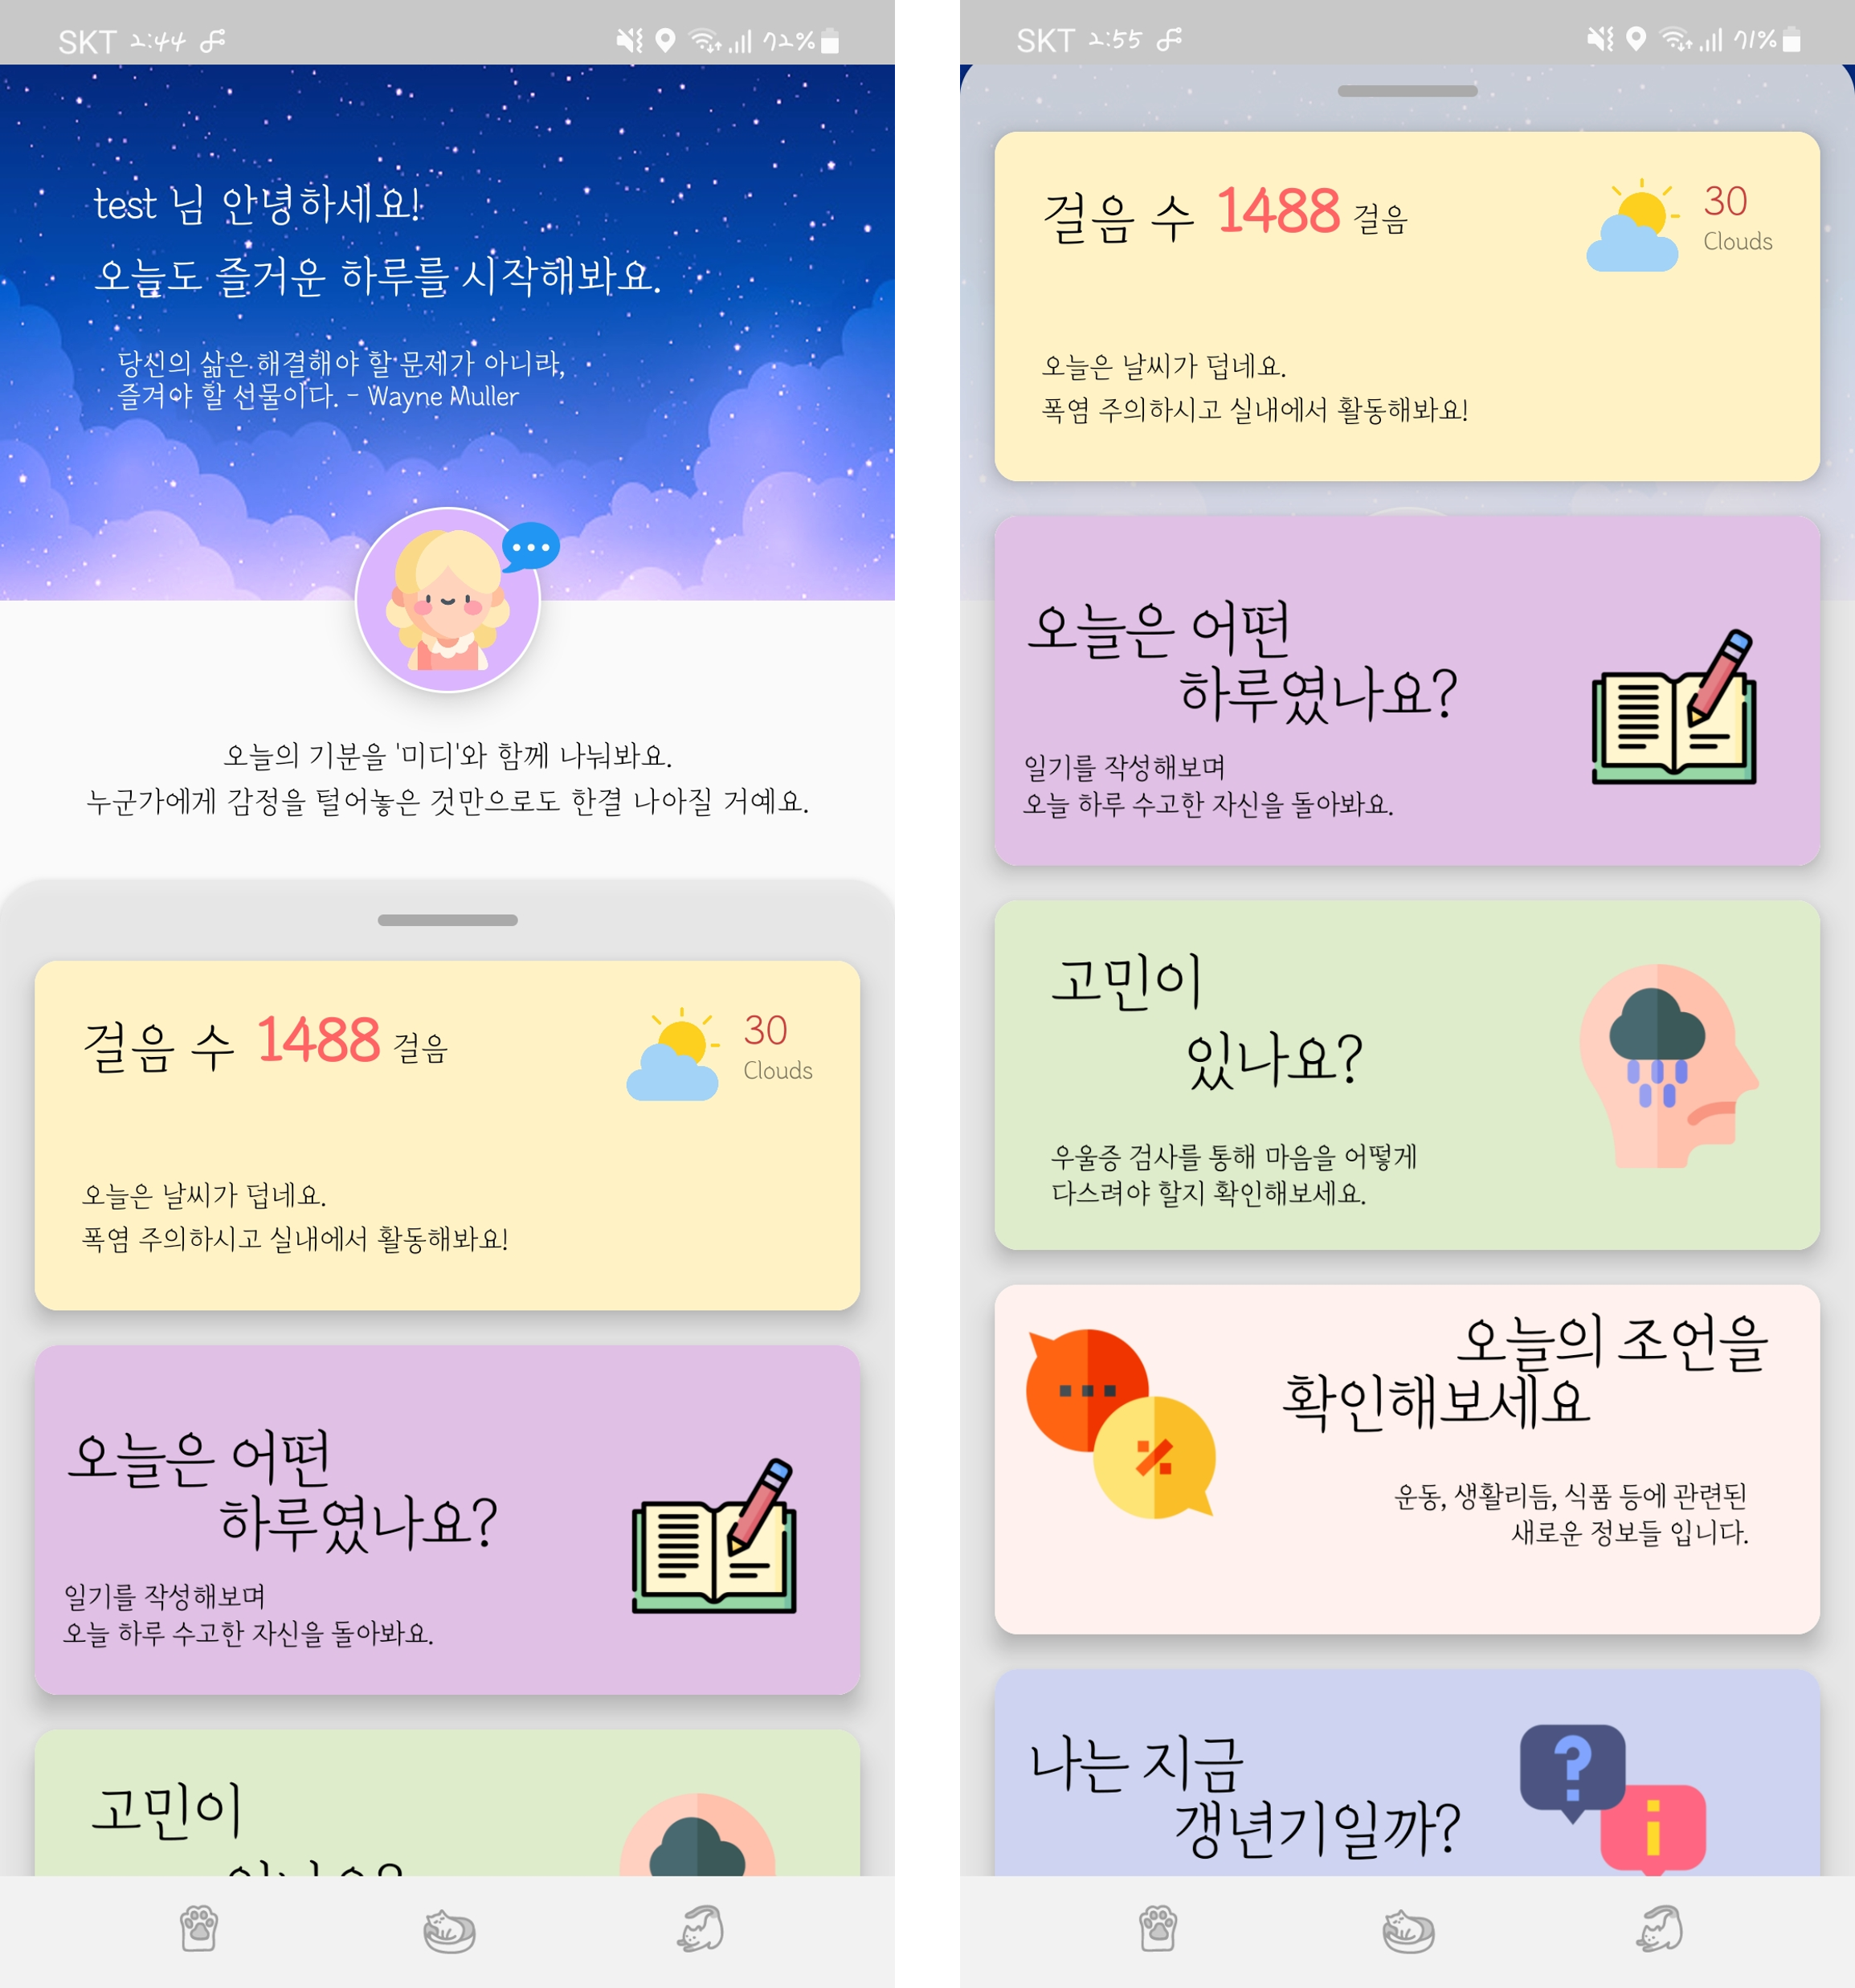 SKT 2:44
72%
test 님 안녕하세요!
오늘도 즐거운 하루를 시작해봐요.
당신의 삶은 해결해야 할 문제가 아니라,
즐겨야 할 선물이다. - Wayne Muller
오늘의 기분을 '미디'와 함께 나눠봐요.
누군가에게 감정을 털어놓은 것만으로도 한결 나아질 거예요.
걸음 수 1488 걸음
30
Clouds
오늘은 날씨가 덥네요.
폭염 주의하시고 실내에서 활동해봐요!
오늘은 어떤
하루였나요?
일기를 작성해보며
오늘 하루 수고한 자신을 돌아봐요.
고민이
SKT 2:55
71%
걸음 수 1488 걸음
30
Clouds
오늘은 날씨가 덥네요.
폭염 주의하시고 실내에서 활동해봐요!
오늘은 어떤
하루였나요?
일기를 작성해보며
오늘 하루 수고한 자신을 돌아봐요.
고민이
있나요?
우울증 검사를 통해 마음을 어떻게
다스려야 할지 확인해보세요.
오늘의 조언을
확인해보세요
운동, 생활리듬, 식품 등에 관련된
새로운 정보들 입니다.
나는 지금
갱년기일까?